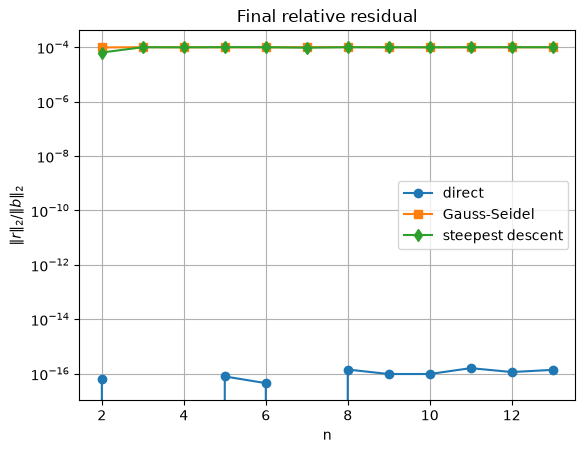 Final relative residual
‖r‖₂/‖b‖₂
10⁻⁴
10⁻⁶
10⁻⁸
10⁻¹⁰
10⁻¹²
10⁻¹⁴
10⁻¹⁶
direct
Gauss-Seidel
steepest descent
2 4 6 8 10 12
n